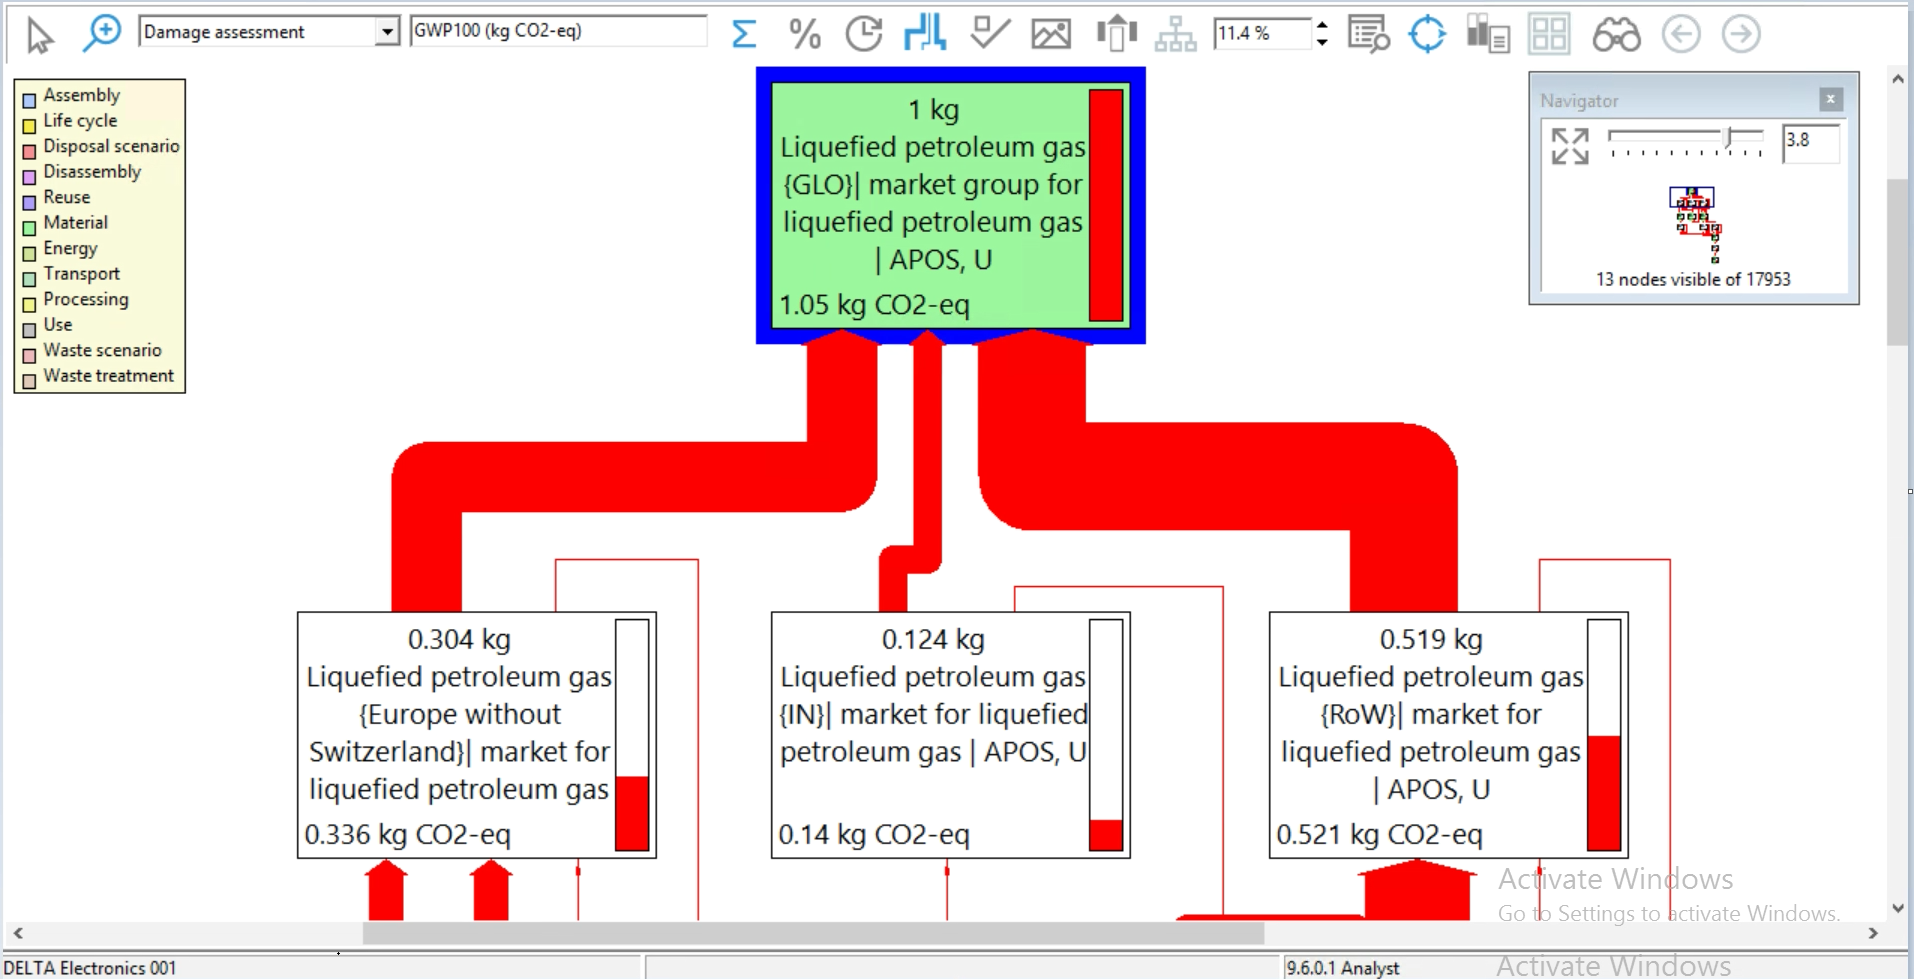 Damage assessment
GWP100 (kg CO2-eq)
Σ
%
11.4 %
Assembly
Life cycle
Disposal scenario
Disassembly
Reuse
Material
Energy
Transport
Processing
Use
Waste scenario
Waste treatment
1 kg
Liquefied petroleum gas
{GLO}| market group for
liquefied petroleum gas
| APOS, U
1.05 kg CO2-eq
Navigator
3.8
13 nodes visible of 17953
0.304 kg
Liquefied petroleum gas
{Europe without
Switzerland}| market for
liquefied petroleum gas
0.336 kg CO2-eq
0.124 kg
Liquefied petroleum gas
{IN}| market for liquefied
petroleum gas | APOS, U
0.14 kg CO2-eq
0.519 kg
Liquefied petroleum gas
{RoW}| market for
liquefied petroleum gas
| APOS, U
0.521 kg CO2-eq
Activate Windows
Go to Settings to activate Windows.
DELTA Electronics 001
9.6.0.1 Analyst
Activate Windows